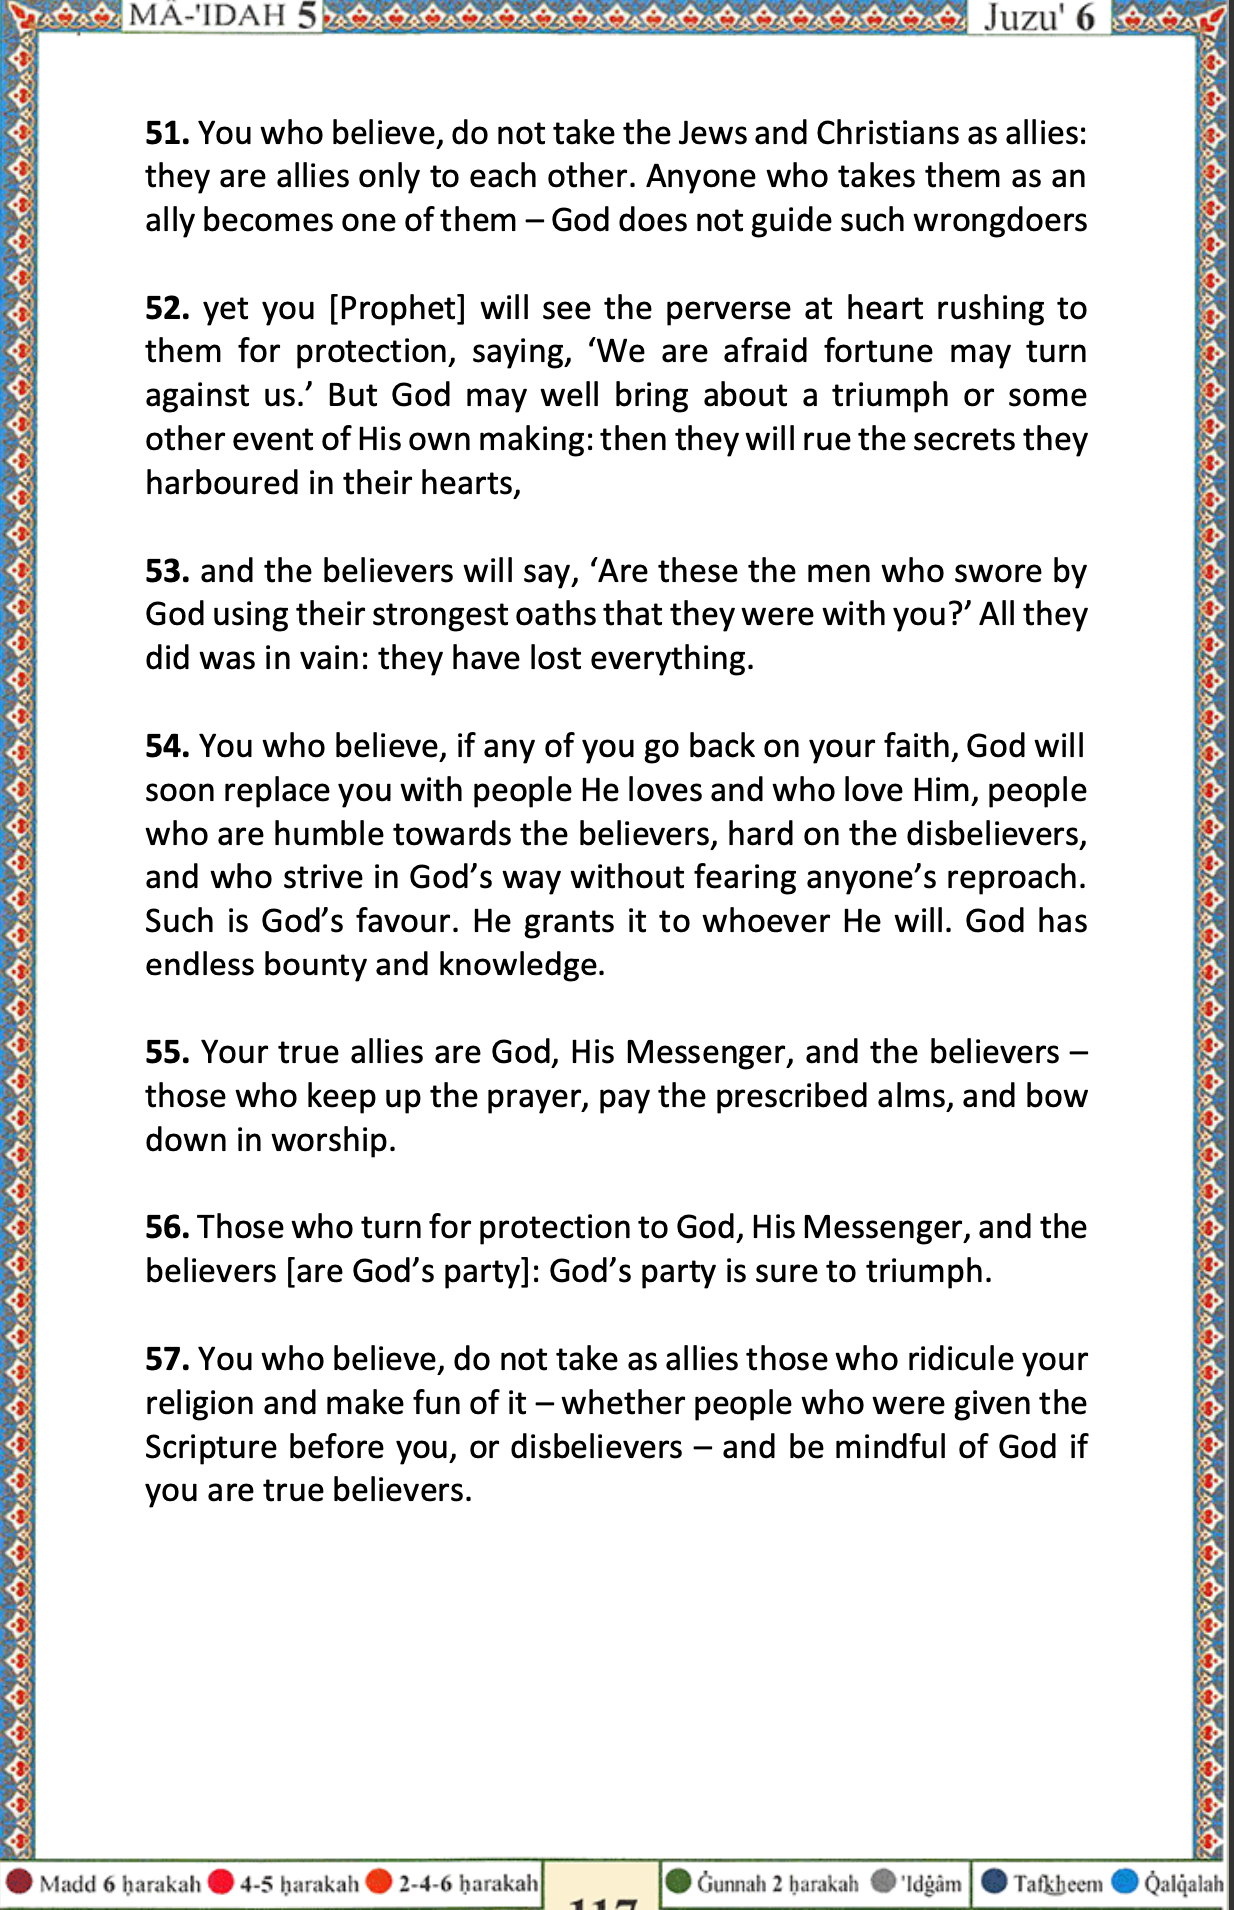 MÂ-'IDAH 5
Juzu' 6
51. You who believe, do not take the Jews and Christians as allies:
they are allies only to each other. Anyone who takes them as an
ally becomes one of them – God does not guide such wrongdoers
52. yet you [Prophet] will see the perverse at heart rushing to
them for protection, saying, ‘We are afraid fortune may turn
against us.’ But God may well bring about a triumph or some
other event of His own making: then they will rue the secrets they
harboured in their hearts,
53. and the believers will say, ‘Are these the men who swore by
God using their strongest oaths that they were with you?’ All they
did was in vain: they have lost everything.
54. You who believe, if any of you go back on your faith, God will
soon replace you with people He loves and who love Him, people
who are humble towards the believers, hard on the disbelievers,
and who strive in God’s way without fearing anyone’s reproach.
Such is God’s favour. He grants it to whoever He will. God has
endless bounty and knowledge.
55. Your true allies are God, His Messenger, and the believers –
those who keep up the prayer, pay the prescribed alms, and bow
down in worship.
56. Those who turn for protection to God, His Messenger, and the
believers [are God’s party]: God’s party is sure to triumph.
57. You who believe, do not take as allies those who ridicule your
religion and make fun of it – whether people who were given the
Scripture before you, or disbelievers – and be mindful of God if
you are true believers.
Madd 6 ḥarakah 4-5 ḥarakah 2-4-6 ḥarakah
117
Ġunnah 2 ḥarakah 'Idġâm Tafkheem Q̇alq̇alah